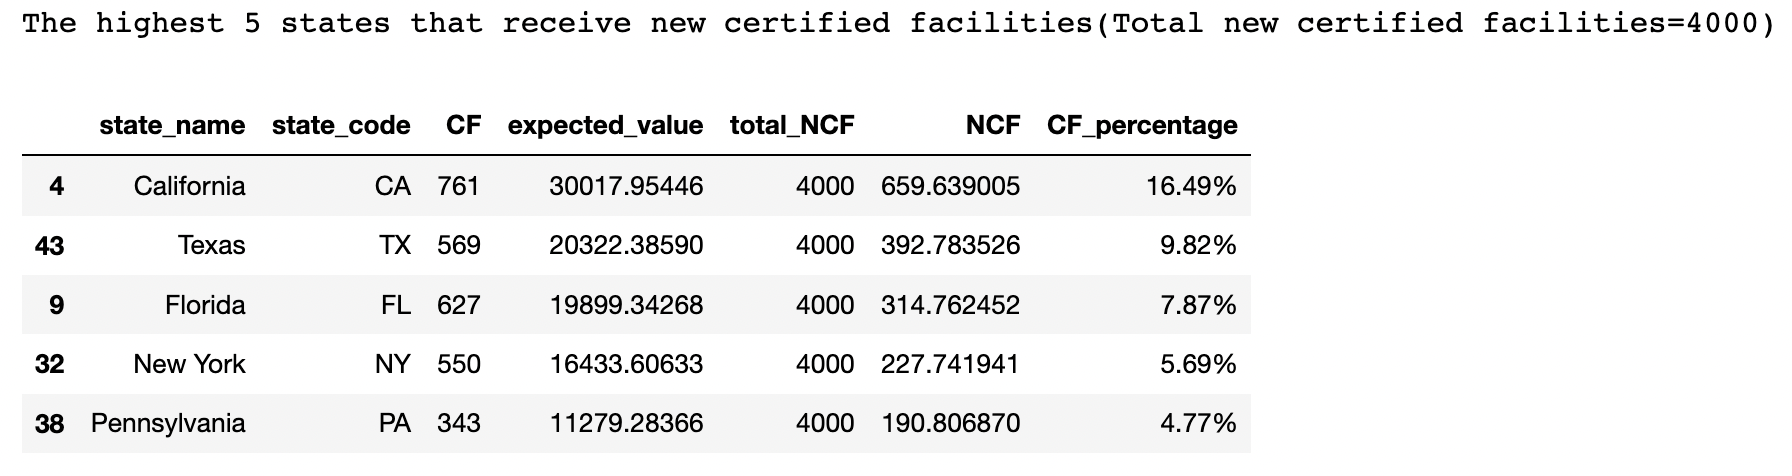 The highest 5 states that receive new certified facilities(Total new certified facilities=4000)
state_name state_code CF expected_value total_NCF NCF CF_percentage
4 California CA 761 30017.95446 4000 659.639005 16.49%
43 Texas TX 569 20322.38590 4000 392.783526 9.82%
9 Florida FL 627 19899.34268 4000 314.762452 7.87%
32 New York NY 550 16433.60633 4000 227.741941 5.69%
38 Pennsylvania PA 343 11279.28366 4000 190.806870 4.77%